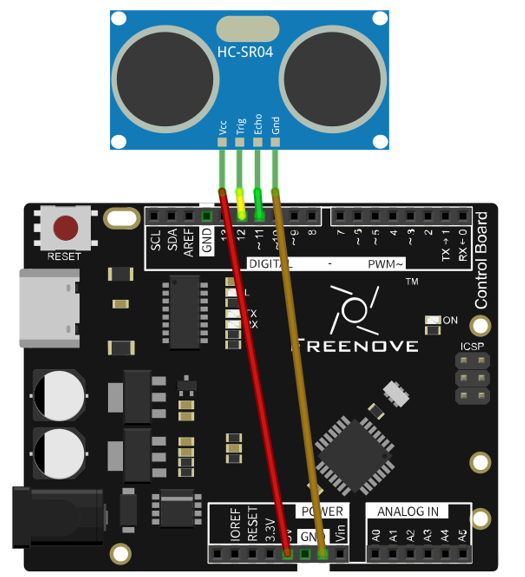 HC-SR04
Vcc
Trig
Echo
Gnd
RESET
SCL
SDA
AREF
GND
13
12
~11
~10
~9
8
7
~6
~5
4
~3
2
TX→1
RX←0
DIGITAL - PWM~
Control Board
L
TX
RX
TM
FREENOVE
ON
ICSP
IOREF
RESET
3.3V
5V
GND
Vin
POWER
ANALOG IN
A0
A1
A2
A3
A4
A5